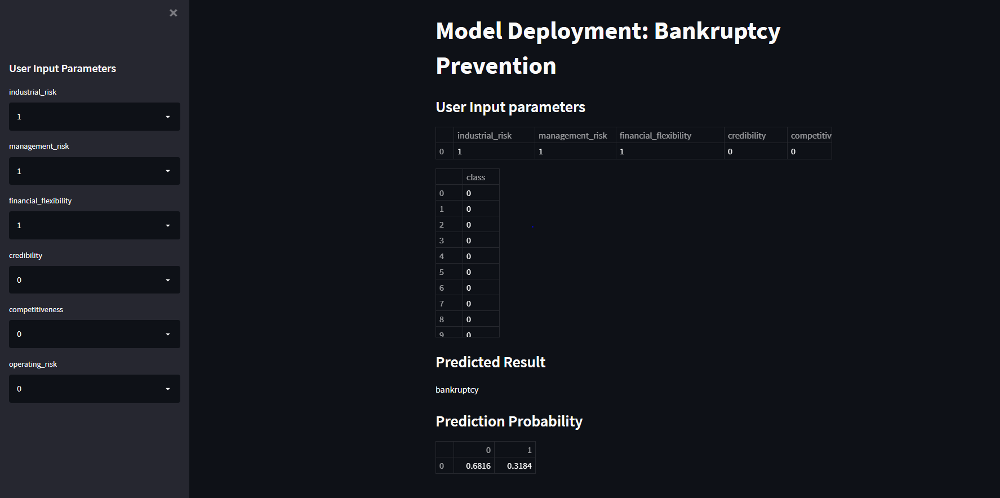 ×
User Input Parameters
industrial_risk
1
management_risk
1
financial_flexibility
1
credibility
0
competitiveness
0
operating_risk
0
Model Deployment: Bankruptcy
Prevention
User Input parameters
industrial_risk management_risk financial_flexibility credibility competitiv
0 1 1 1 0 0
class
0 0
1 0
2 0
3 0
4 0
5 0
6 0
7 0
8 0
9 0
Predicted Result
bankruptcy
Prediction Probability
0 1
0 0.6816 0.3184